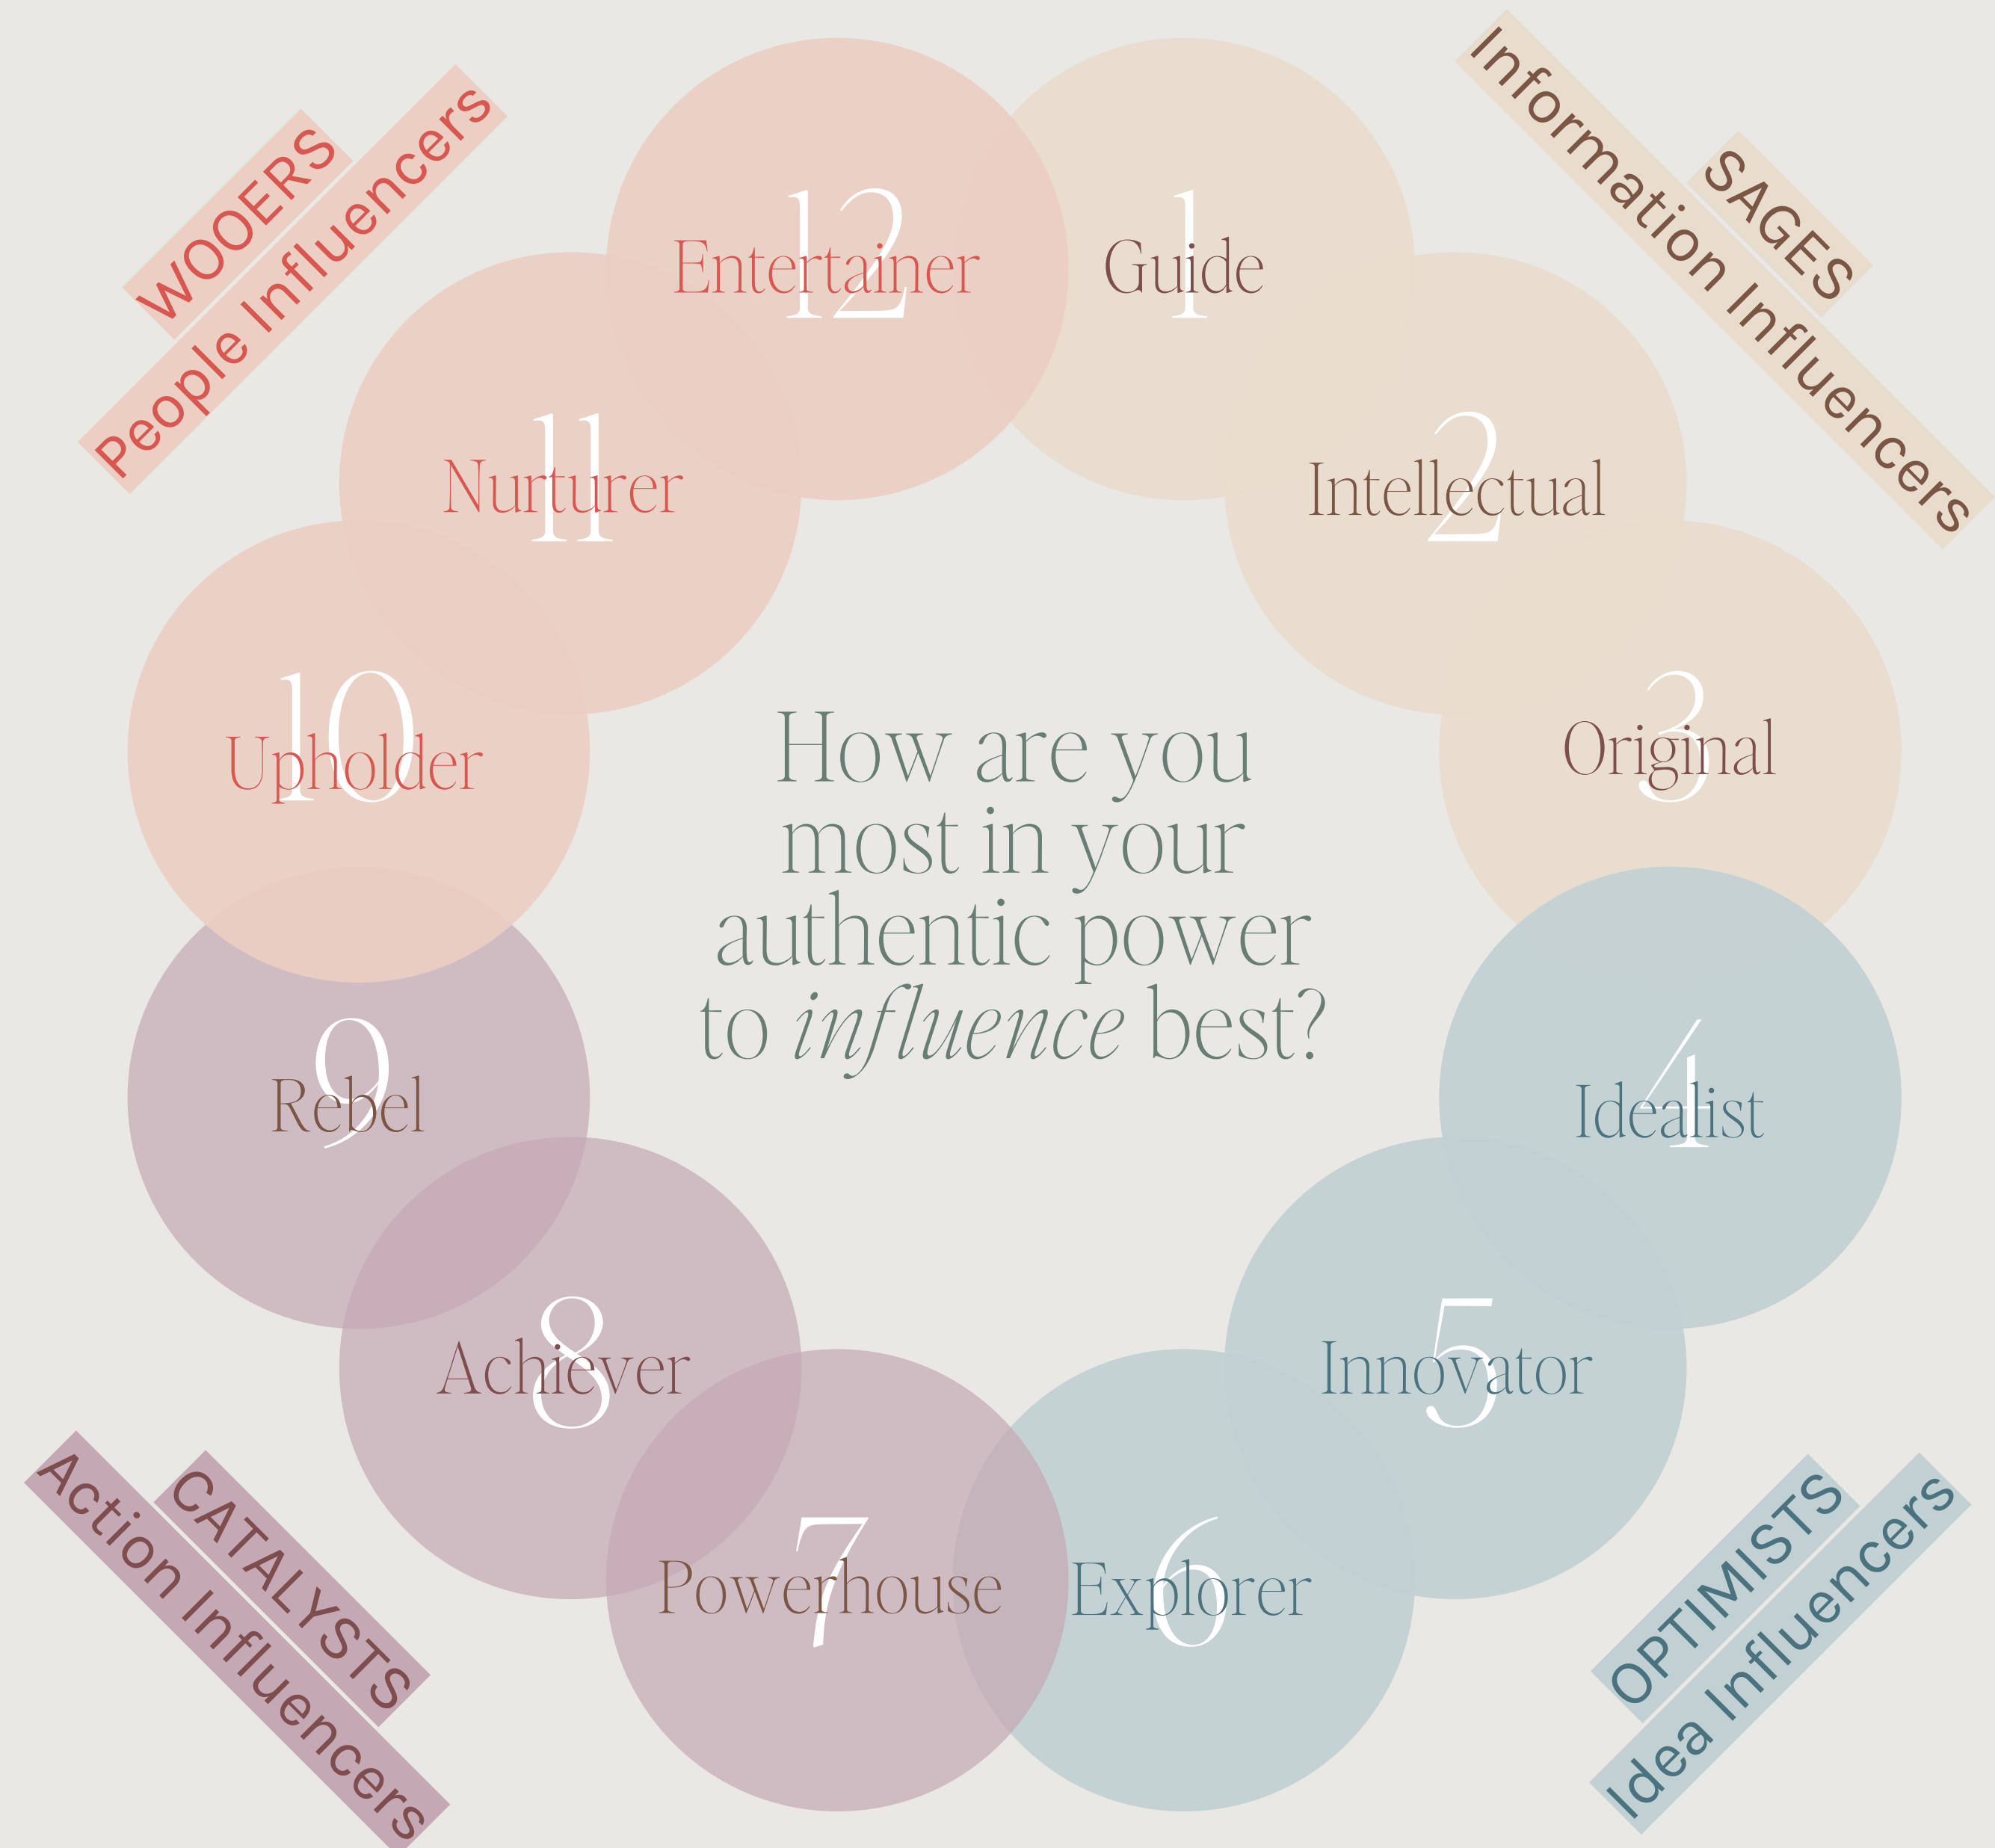 WOOERS
People Influencers
SAGES
Information Influencers
12
Entertainer
1
Guide
11
Nurturer
2
Intellectual
10
Upholder
3
Original
How are you
most in your
authentic power
to influence best?
9
Rebel
4
Idealist
8
Achiever
5
Innovator
7
Powerhouse
6
Explorer
CATALYSTS
Action Influencers
OPTIMISTS
Idea Influencers